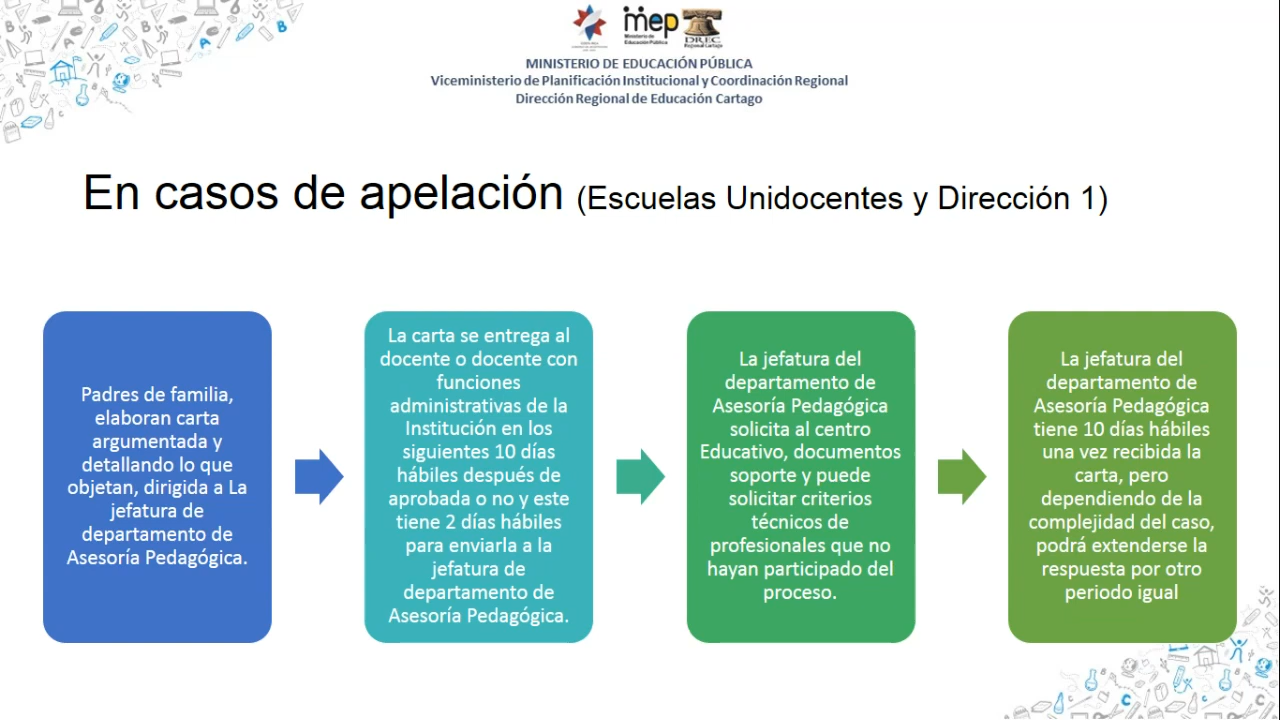 mep
Ministerio de
Educación Pública
DREC
Regional Cartago
MINISTERIO DE EDUCACIÓN PÚBLICA
Viceministerio de Planificación Institucional y Coordinación Regional
Dirección Regional de Educación Cartago
En casos de apelación (Escuelas Unidocentes y Dirección 1)
Padres de familia,
elaboran carta
argumentada y
detallando lo que
objetan, dirigida a La
jefatura de
departamento de
Asesoría Pedagógica.
La carta se entrega al
docente o docente con
funciones
administrativas de la
Institución en los
siguientes 10 días
hábiles después de
aprobada o no y este
tiene 2 días hábiles
para enviarla a la
jefatura de
departamento de
Asesoría Pedagógica.
La jefatura del
departamento de
Asesoría Pedagógica
solicita al centro
Educativo, documentos
soporte y puede
solicitar criterios
técnicos de
profesionales que no
hayan participado del
proceso.
La jefatura del
departamento de
Asesoría Pedagógica
tiene 10 días hábiles
una vez recibida la
carta, pero
dependiendo de la
complejidad del caso,
podrá extenderse la
respuesta por otro
periodo igual